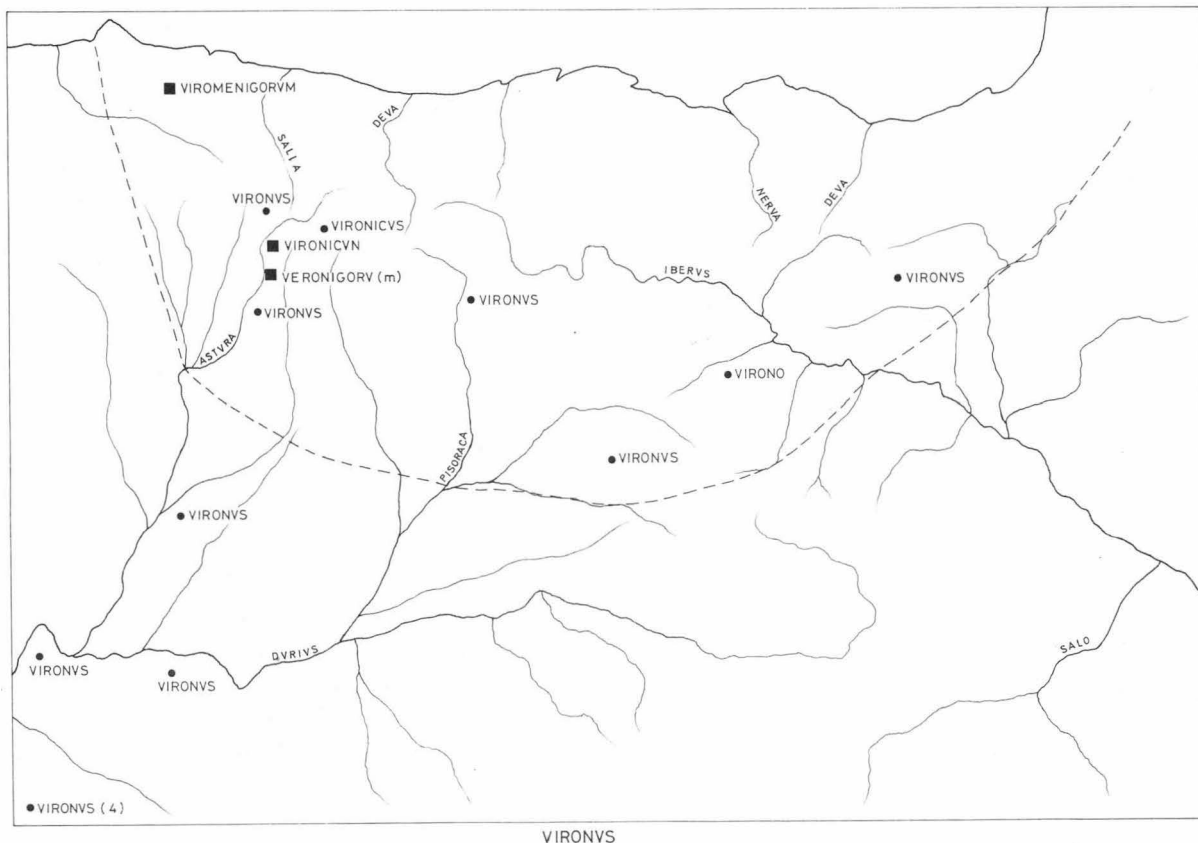 VIROMENIGORVM
DEVA
SALIA
VIRONVS
VIRONICVS
NERVA
DEVA
VIRONICVN
IBERVS
VERONIGORV (m)
VIRONVS
VIRONVS
VIRONVS
ASTVRA
VIRONO
VIRONVS
PISORACA
VIRONVS
DVRIVS
SALO
VIRONVS
VIRONVS
VIRONVS (4)
VIRONVS